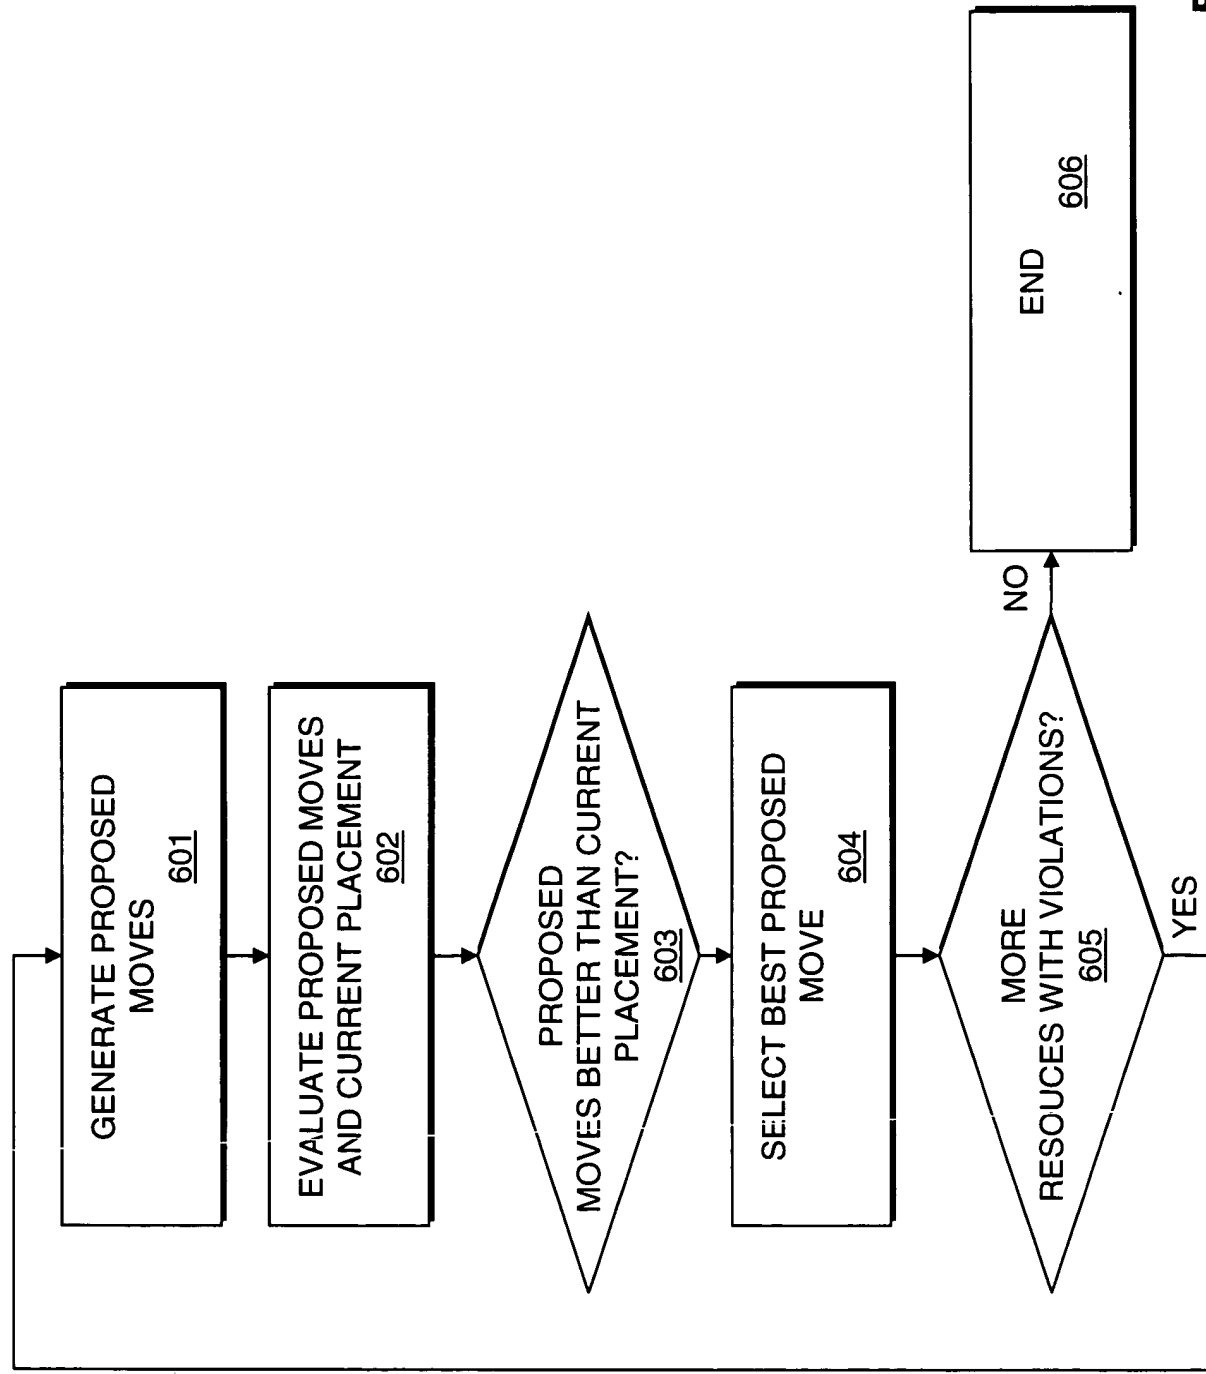 GENERATE PROPOSED
MOVES
601
EVALUATE PROPOSED MOVES
AND CURRENT PLACEMENT
602
PROPOSED
MOVES BETTER THAN CURRENT
PLACEMENT?
603
SELECT BEST PROPOSED
MOVE
604
MORE
RESOUCES WITH VIOLATIONS?
605
NO
YES
END
606